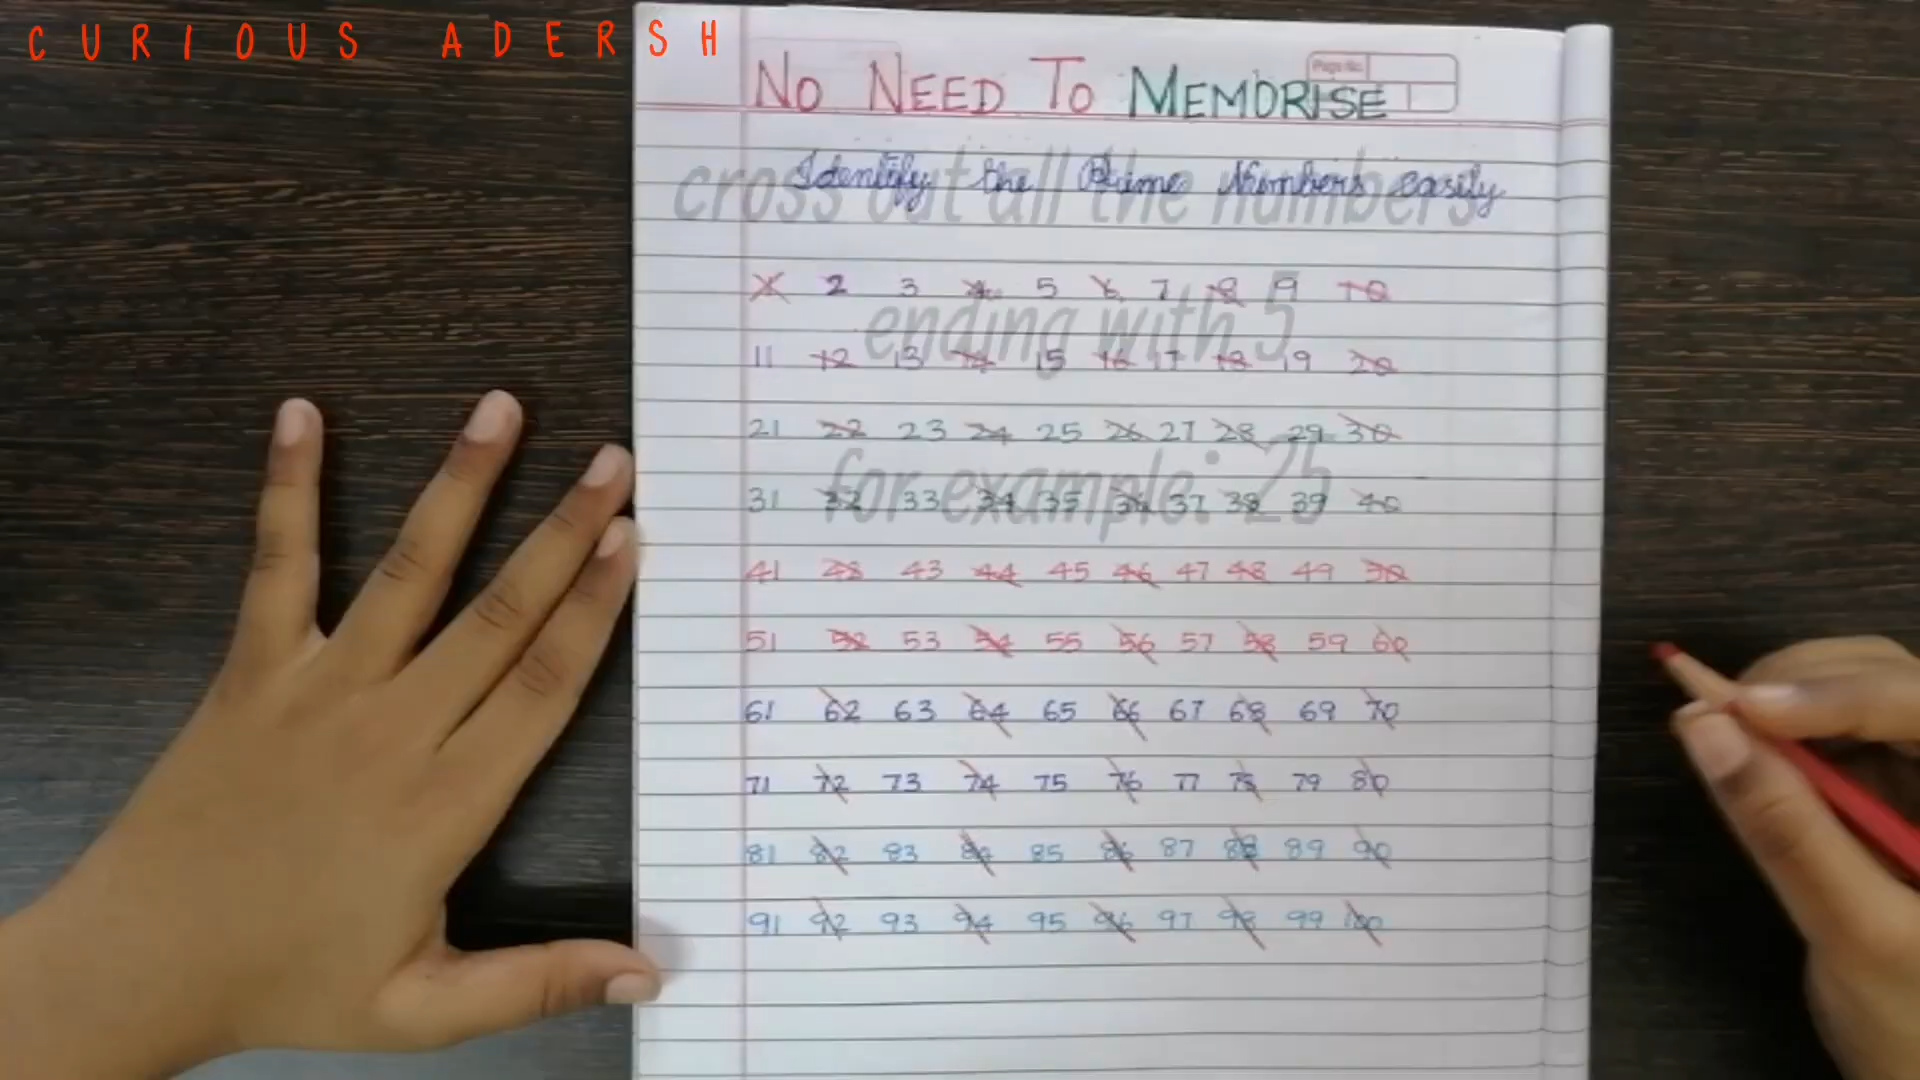 CURIOUS ADERSH
Page No.
NO NEED TO MEMORISE
Identify the Prime Numbers easily
cross out all the numbers
1 2 3 4 5 6 7 8 9 10
ending with 5
11 12 13 14 15 16 17 18 19 20
21 22 23 24 25 26 27 28 29 30
for example: 25
31 32 33 34 35 36 37 38 39 40
41 48 43 44 45 46 47 48 49 50
51 52 53 54 55 56 57 58 59 60
61 62 63 64 65 66 67 68 69 70
71 72 73 74 75 76 77 78 79 80
81 82 83 84 85 86 87 88 89 90
91 92 93 94 95 96 97 98 99 100